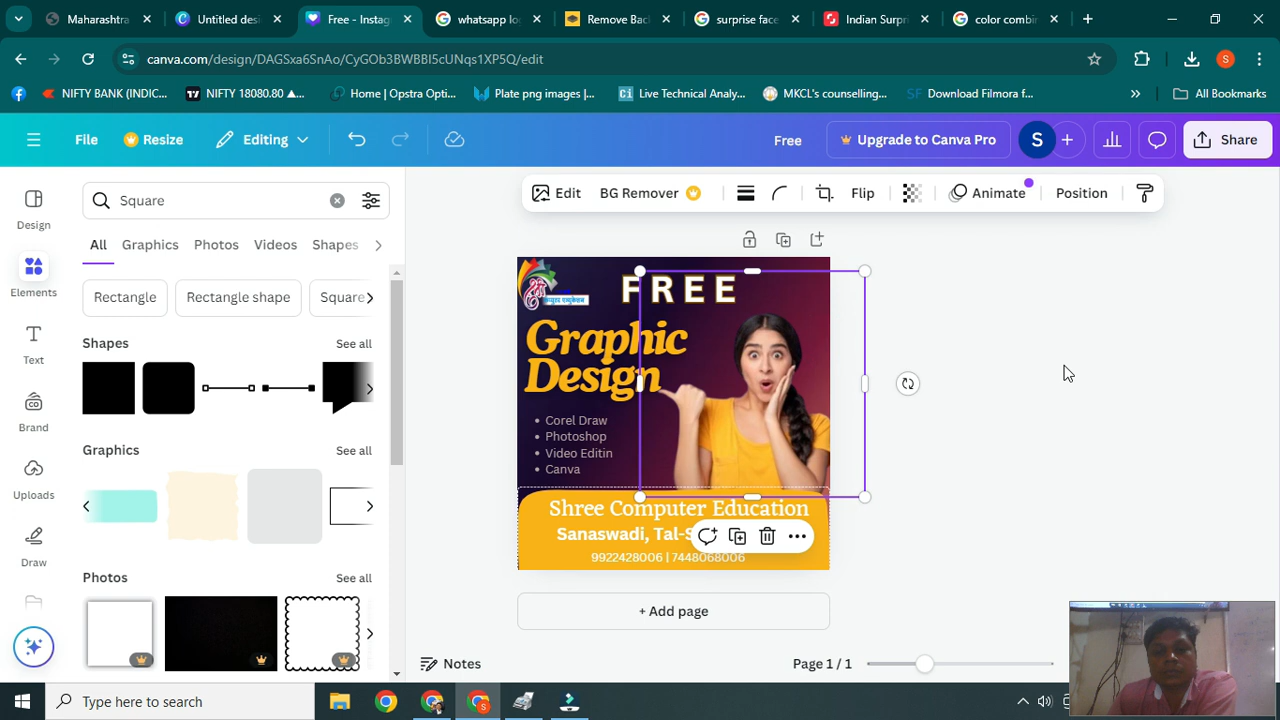 Maharashtra
Untitled desi
Free - Instag
whatsapp lo
Remove Bac
surprise face
Indian Surpr
color combin
canva.com/design/DAGSxa6SnAo/CyGOb3BWBBI5cUNqs1XP5Q/edit
NIFTY BANK (INDIC...
NIFTY 18080.80 ▲...
Home | Opstra Opti...
Plate png images |...
Live Technical Analy...
MKCL's counselling...
Download Filmora f...
All Bookmarks
File
Resize
Editing
Free
S
Upgrade to Canva Pro
Share
Square
Edit
BG Remover
Flip
Animate
Position
Design
Elements
Text
Brand
Uploads
Draw
All
Graphics
Photos
Videos
Shapes
Rectangle
Rectangle shape
Square
Shapes
See all
Graphics
See all
Photos
See all
FREE
Graphic
Design
Corel Draw
Photoshop
Video Editin
Canva
Shree Computer Education
Sanaswadi, Tal-S
9922428006 | 7448068006
+ Add page
Notes
Page 1 / 1
Type here to search